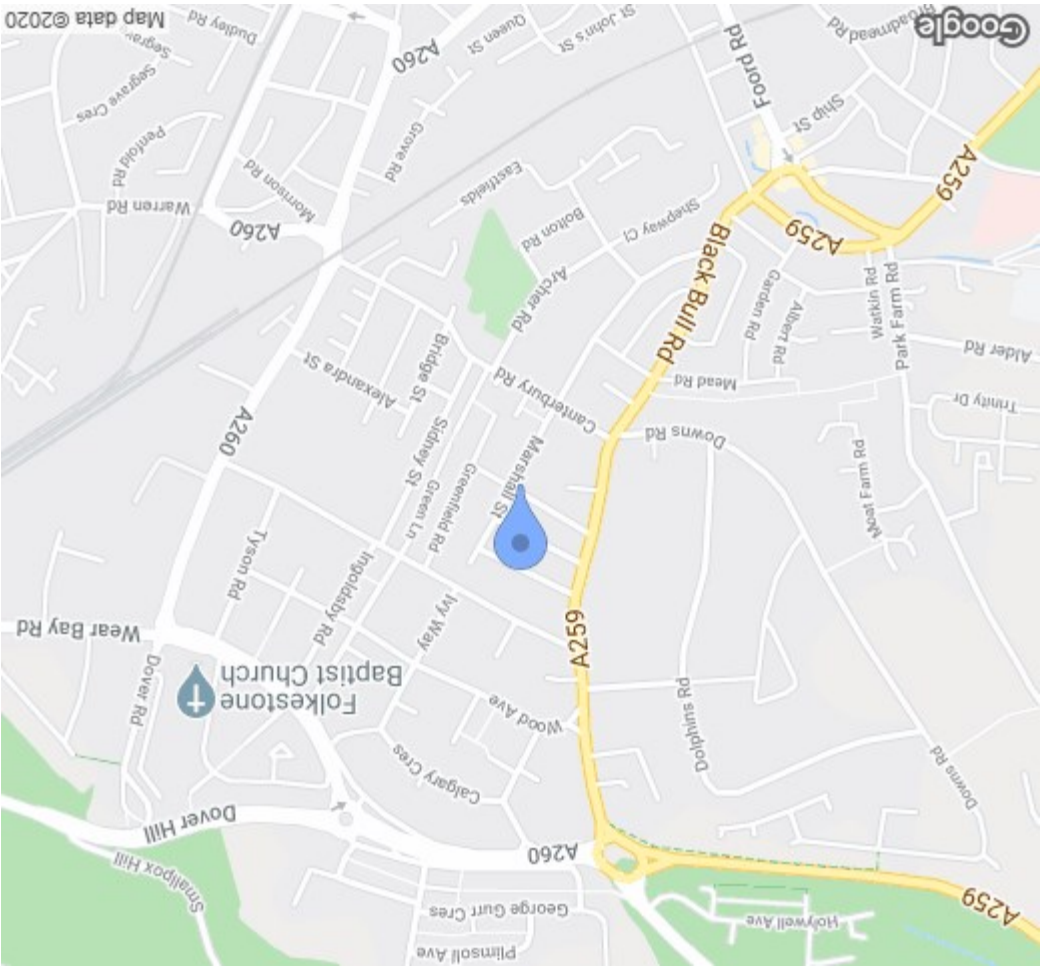 Plimsoll Ave
George Gurr Cres
Holywell Ave
A259
Smallpox Hill
A260
Dover Hill
Downs Rd
Calgary Cres
Wood Ave
Dolphins Rd
Dover Rd
Folkestone
Baptist Church
Wear Bay Rd
A259
Ivy Way
Ingoldsby Rd
Tyson Rd
Green Ln
Greenfield Rd
Marshall St
Sidney St
Moat Farm Rd
A260
Downs Rd
Canterbury Rd
Bridge St
Alexandra St
Trinity Dr
Mead Rd
Alder Rd
Park Farm Rd
Watkin Rd
Albert Rd
Garden Rd
Black Bull Rd
Archer Rd
A259
Shepway Cl
Bolton Rd
A260
Warren Rd
Morrison Rd
Eastfields
A259
Penfold Rd
Grove Rd
Ship St
Foord Rd
Segrave Cres
Segrav
A260
Queen St
St John's St
Dudley Rd
Broadmead Rd
Google
Map data ©2020